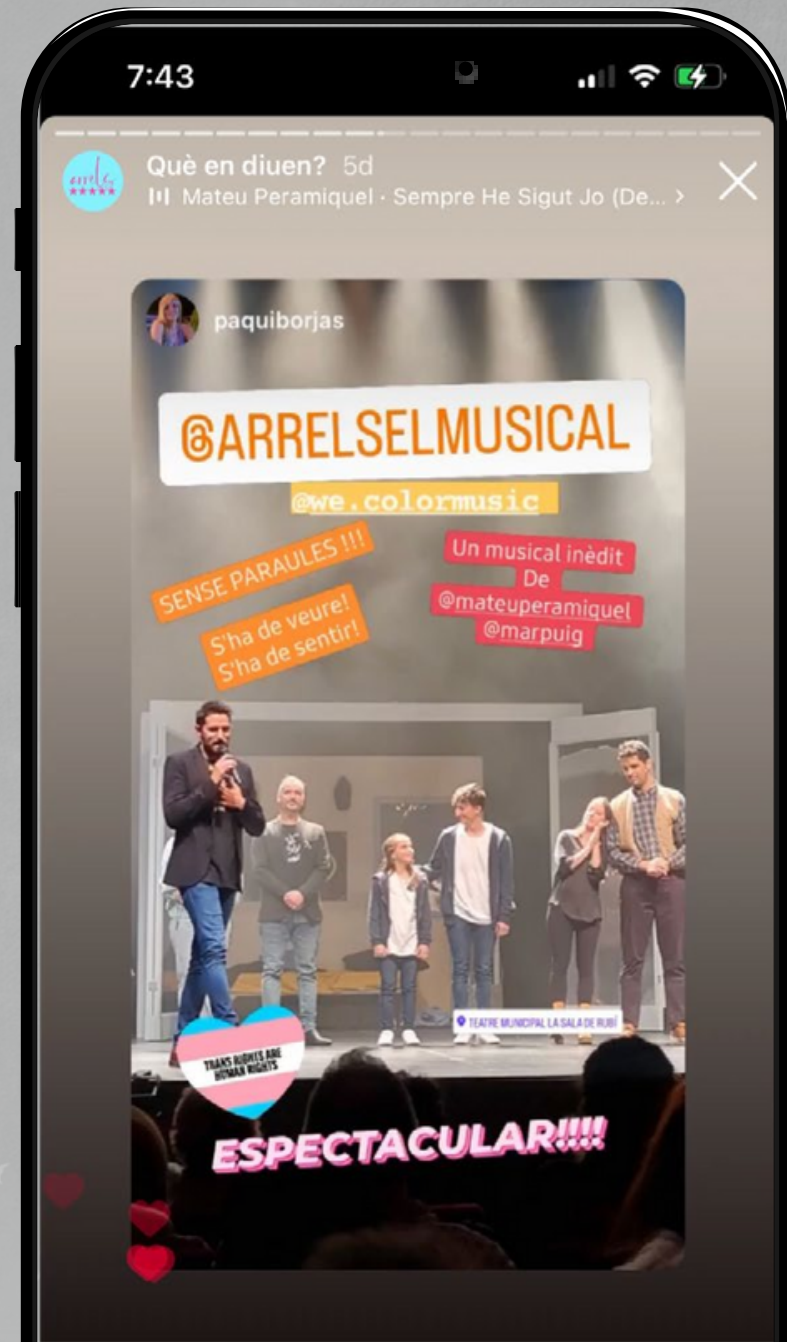 7:43
arrels
Què en diuen? 5d
Mateu Peramiquel · Sempre He Sigut Jo (De... >
paquiborjas
@ARRELSELMUSICAL
@we.colormusic
SENSE PARAULES !!!
S'ha de veure!
S'ha de sentir!
Un musical inèdit
De
@mateuperamiquel
@marpuig
TEATRE MUNICIPAL LA SALA DE RUBÍ
TRANS RIGHTS ARE
HUMAN RIGHTS
ESPECTACULAR!!!!